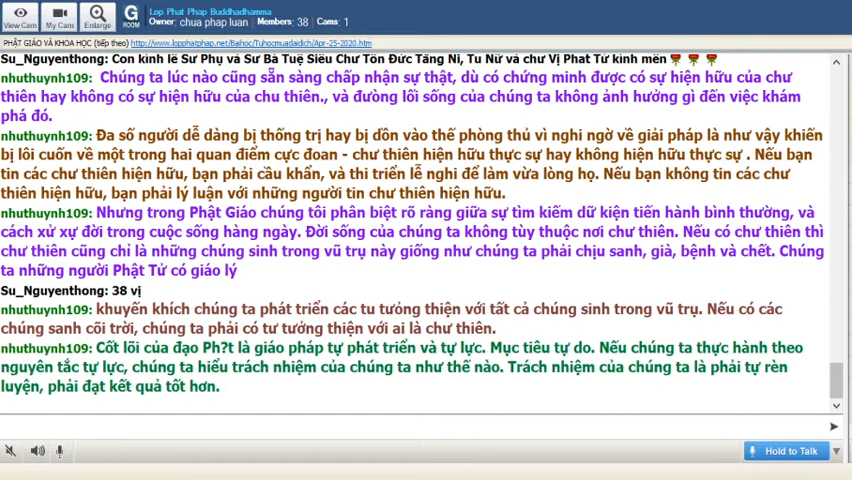 Lop Phat Phap Buddhadhamma
Owner: chua phap luan Members: 38 Cams: 1
View Cam My Cam Enlarge G ROOM
PHẬT GIÁO VÀ KHOA HỌC (tiếp theo) http://www.lopphatphap.net/Baihoc/Tuhocmuadaidich/Apr-25-2020.htm
Su_Nguyenthong: Con kính lễ Sư Phụ và Sư Bà Tuệ Siêu Chư Tôn Đức Tăng Ni, Tu Nữ và chư Vị Phat Tử kính mến
nhuthuynh109: Chúng ta lúc nào cũng sẵn sàng chấp nhận sự thật, dù có chứng minh được có sự hiện hữu của chư
thiên hay không có sự hiện hữu của chu thiên., và đưòng lối sống của chúng ta không ảnh hưởng gì đến việc khám
phá đó.
nhuthuynh109: Đa số người dễ dàng bị thống trị hay bị dồn vào thế phòng thủ vì nghi ngờ về giải pháp là như vậy khiến
bị lôi cuốn về một trong hai quan điểm cực đoan - chư thiên hiện hữu thực sự hay không hiện hữu thực sự . Nếu bạn
tin các chư thiên hiện hữu, bạn phải cầu khẩn, và thi triển lễ nghi để làm vừa lòng họ. Nếu bạn không tin các chư
thiên hiện hữu, bạn phải lý luận với những người tin chư thiên hiện hữu.
nhuthuynh109: Nhưng trong Phật Giáo chúng tôi phân biệt rõ ràng giữa sự tìm kiếm dữ kiện tiến hành bình thường, và
cách xử xự đời trong cuộc sống hàng ngày. Đời sống của chúng ta không tùy thuộc nơi chư thiên. Nếu có chư thiên thì
chư thiên cũng chỉ là những chúng sinh trong vũ trụ này giống như chúng ta phải chịu sanh, già, bệnh và chết. Chúng
ta những người Phật Tử có giáo lý
Su_Nguyenthong: 38 vị
nhuthuynh109: khuyến khích chúng ta phát triển các tu tưỏng thiện với tất cả chúng sinh trong vũ trụ. Nếu có các
chúng sanh cõi trời, chúng ta phải có tư tưởng thiện với ai là chư thiên.
nhuthuynh109: Cốt lõi của đạo Ph?t là giáo pháp tự phát triển và tự lực. Mục tiêu tự do. Nếu chúng ta thực hành theo
nguyên tắc tự lực, chúng ta hiểu trách nhiệm của chúng ta như thế nào. Trách nhiệm của chúng ta là phải tự rèn
luyện, phải đạt kết quả tốt hơn.
Hold to Talk